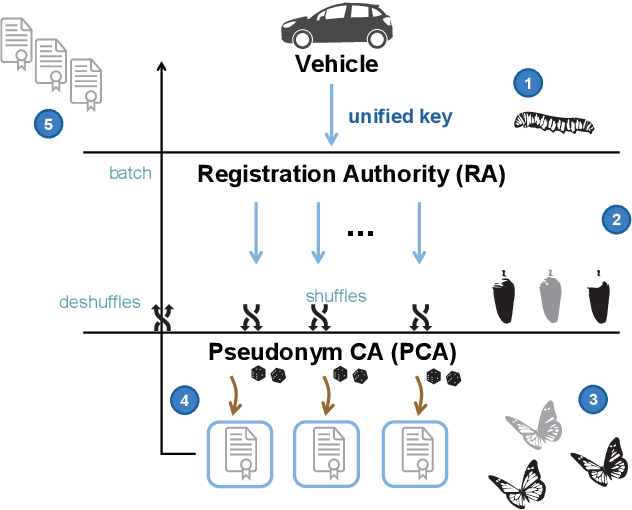 Vehicle
1
unified key
5
batch
Registration Authority (RA)
2
...
deshuffles
shuffles
Pseudonym CA (PCA)
4
3